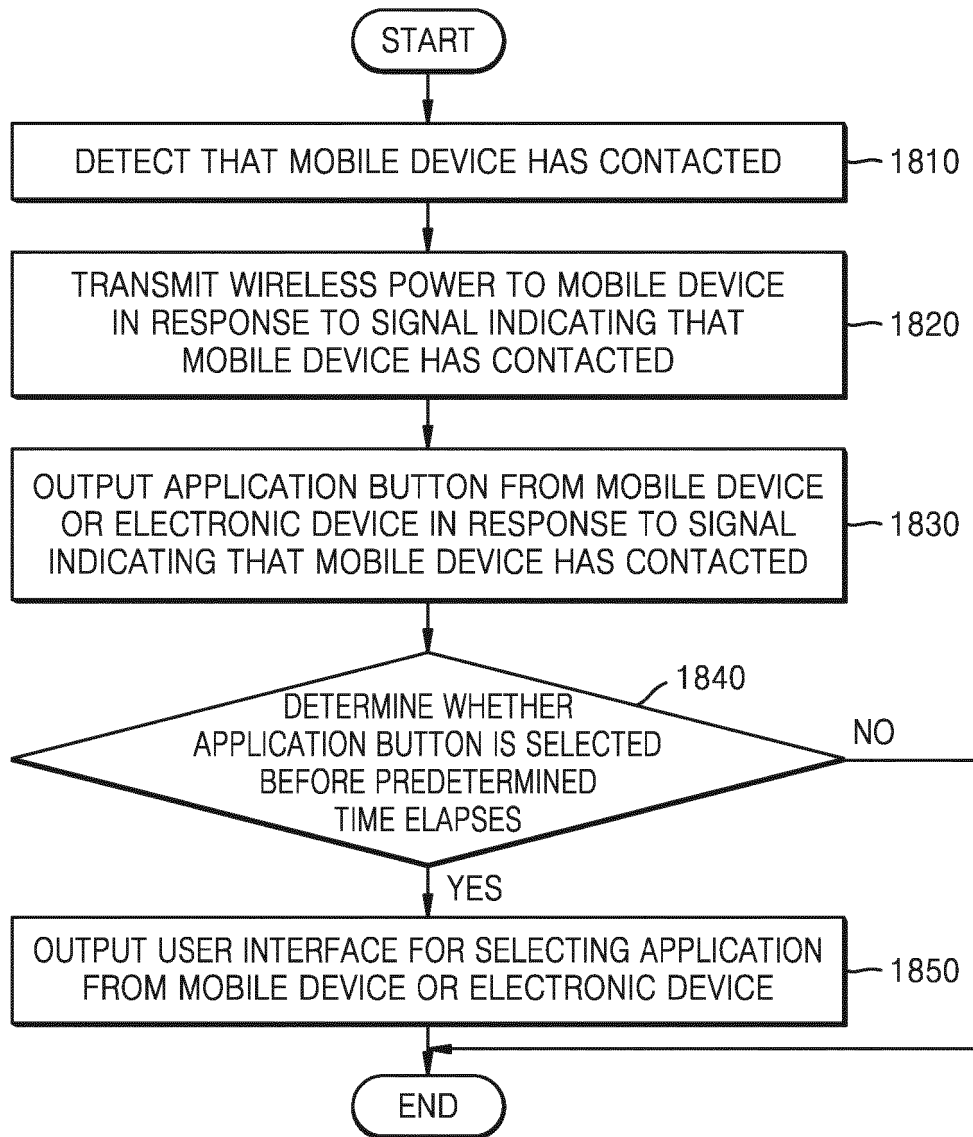 START
DETECT THAT MOBILE DEVICE HAS CONTACTED
1810
TRANSMIT WIRELESS POWER TO MOBILE DEVICE
IN RESPONSE TO SIGNAL INDICATING THAT
MOBILE DEVICE HAS CONTACTED
1820
OUTPUT APPLICATION BUTTON FROM MOBILE DEVICE
OR ELECTRONIC DEVICE IN RESPONSE TO SIGNAL
INDICATING THAT MOBILE DEVICE HAS CONTACTED
1830
1840
DETERMINE WHETHER
APPLICATION BUTTON IS SELECTED
BEFORE PREDETERMINED
TIME ELAPSES
NO
YES
OUTPUT USER INTERFACE FOR SELECTING APPLICATION
FROM MOBILE DEVICE OR ELECTRONIC DEVICE
1850
END